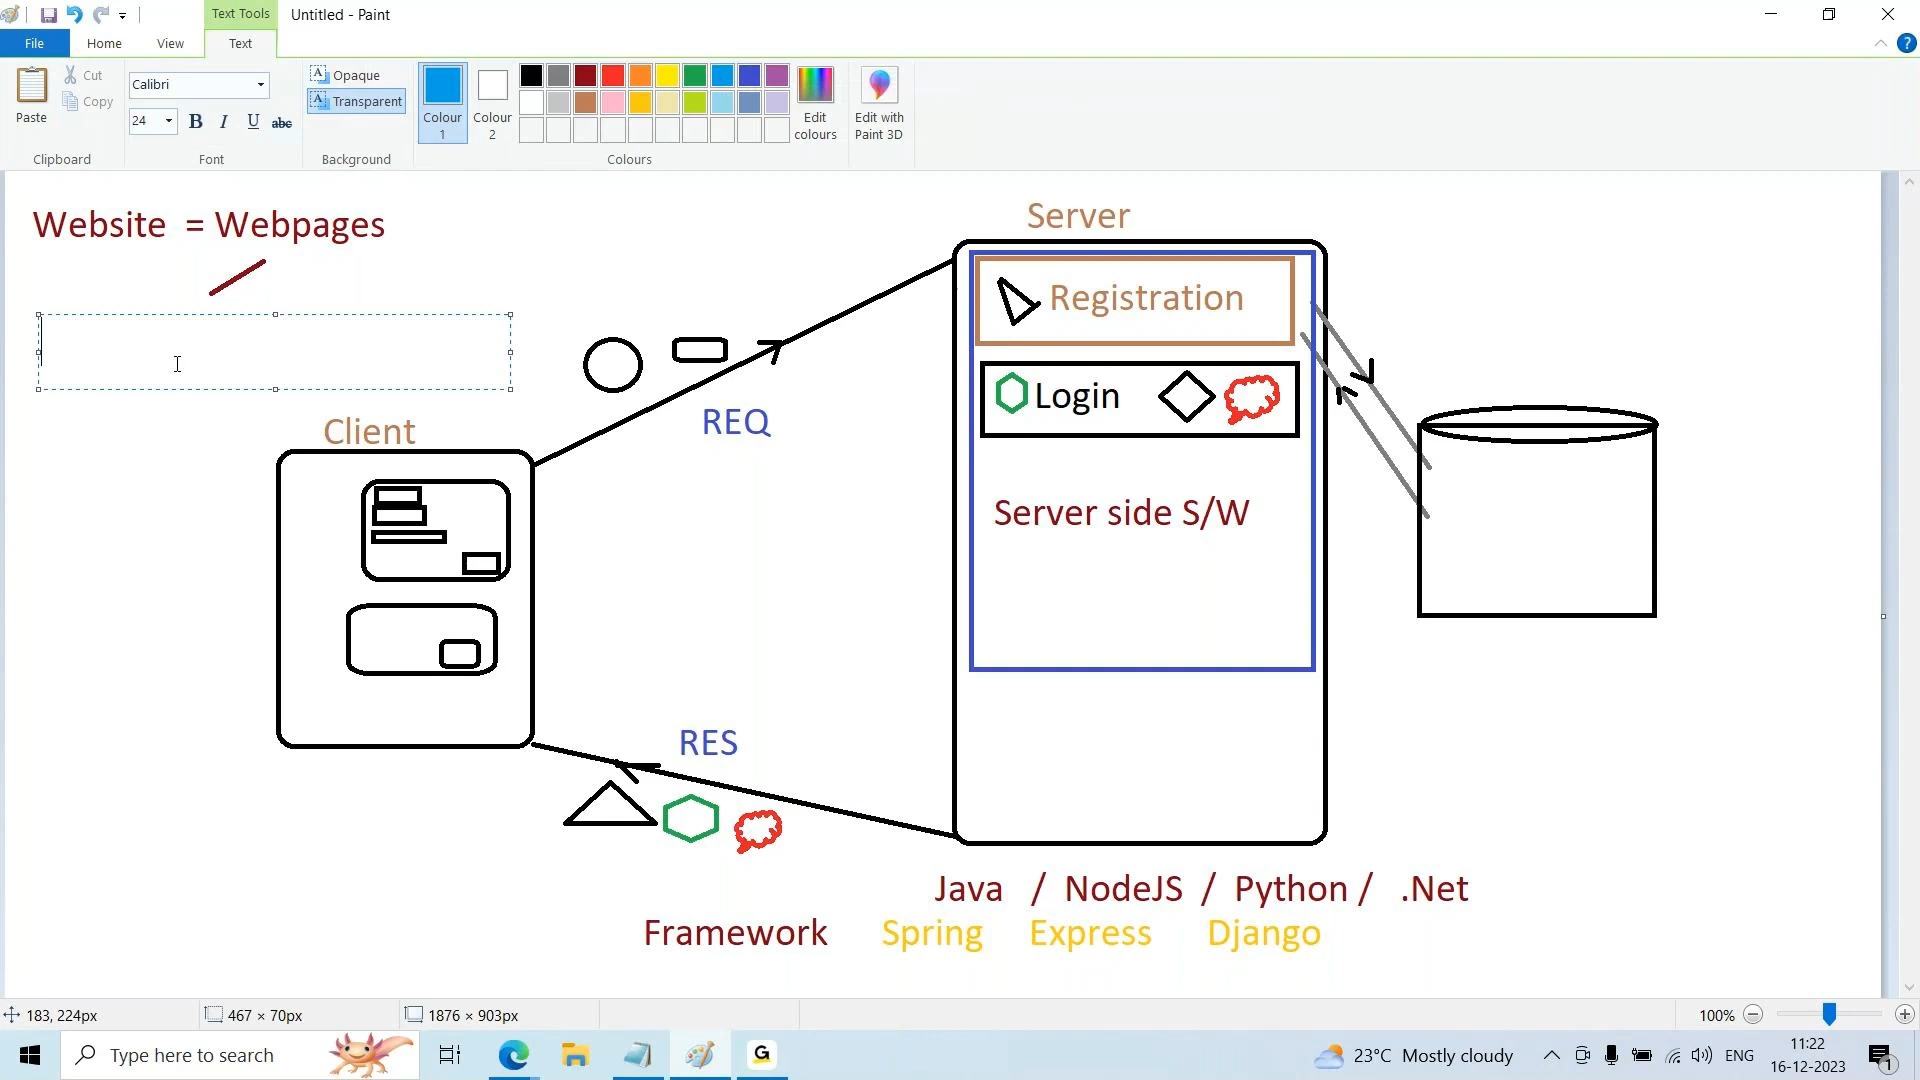 Text Tools
Untitled - Paint
File
Home
View
Text
Paste
Cut
Copy
Clipboard
Calibri
24
B I U abc
Font
Opaque
Transparent
Background
Colour 1
Colour 2
Edit colours
Colours
Edit with Paint 3D
Website = Webpages
Server
Registration
Login
REQ
Client
Server side S/W
RES
Java / NodeJS / Python / .Net
Framework Spring Express Django
183, 224px
467 × 70px
1876 × 903px
100%
Type here to search
G
23°C Mostly cloudy
ENG
11:22
16-12-2023
1